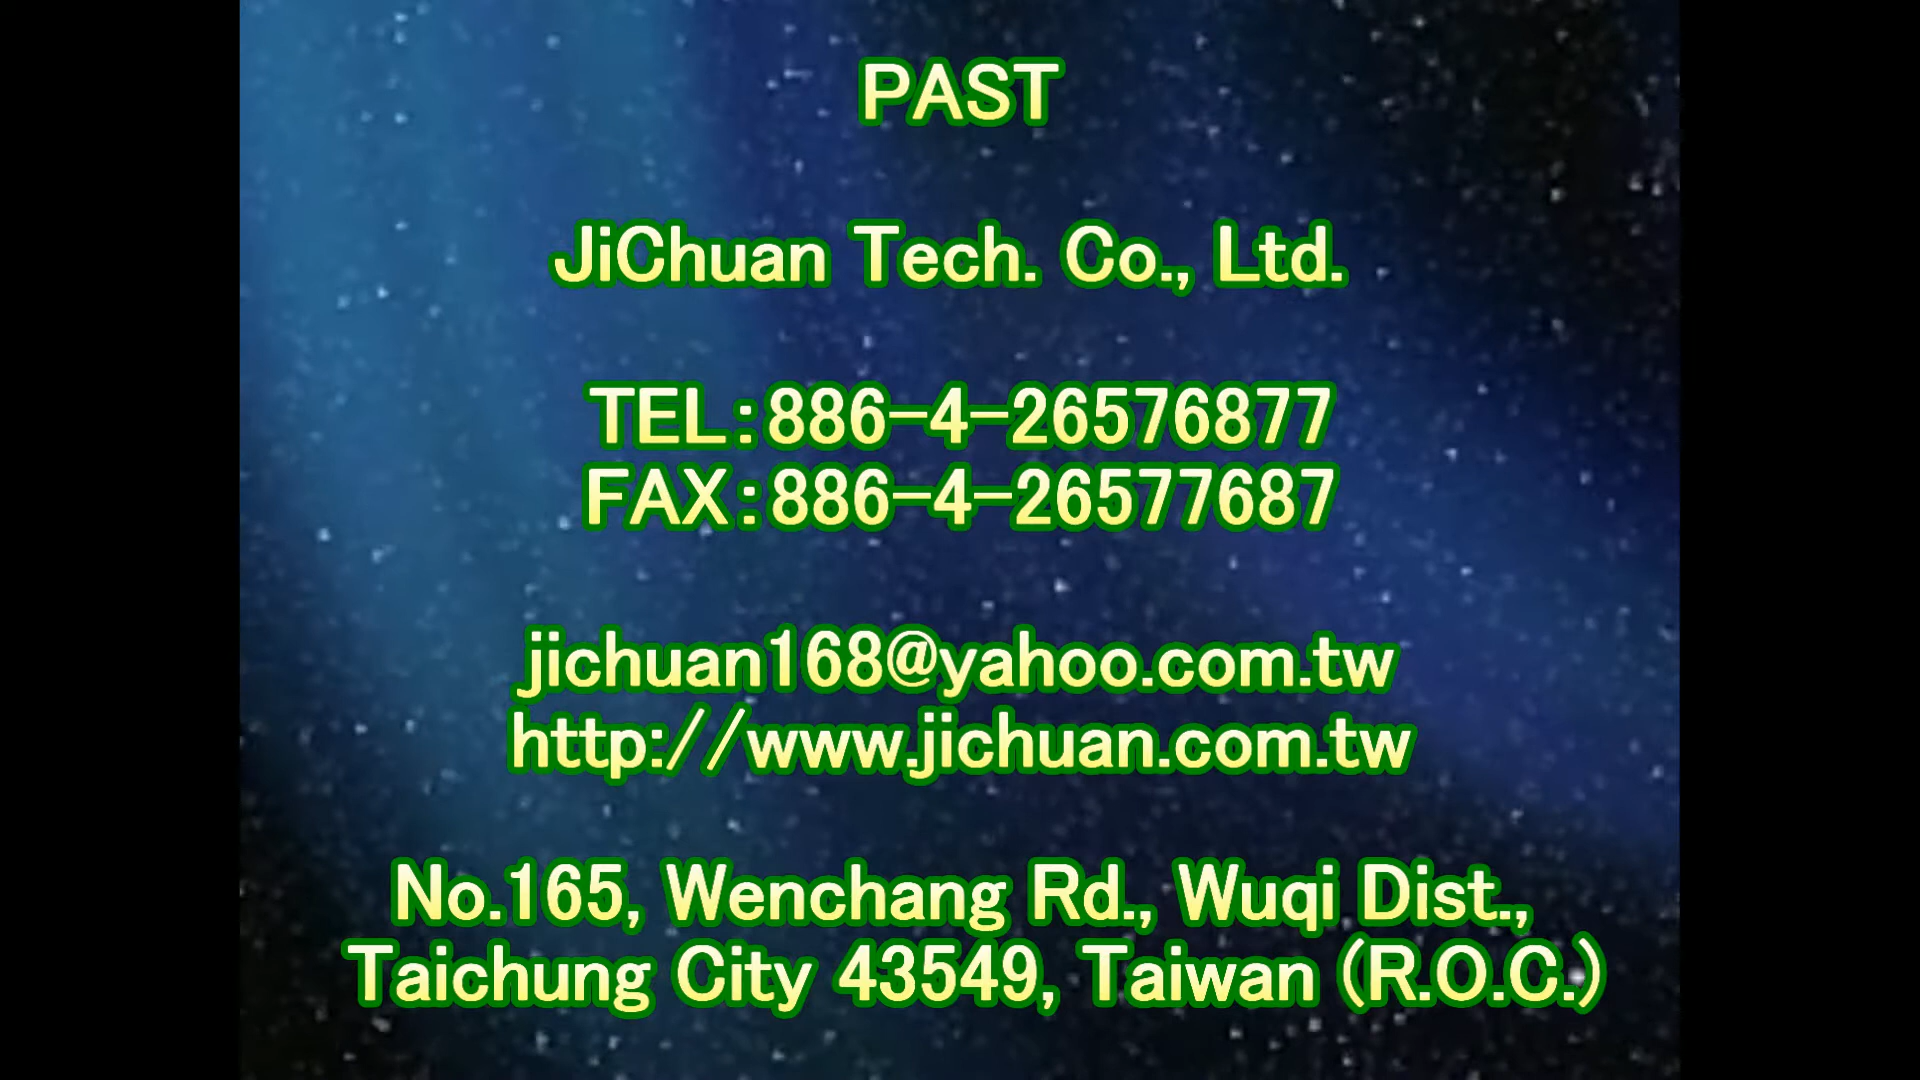 PAST
JiChuan Tech. Co., Ltd.
TEL:886-4-26576877
FAX:886-4-26577687
jichuan168@yahoo.com.tw
http://www.jichuan.com.tw
No.165, Wenchang Rd., Wuqi Dist.,
Taichung City 43549, Taiwan (R.O.C.)